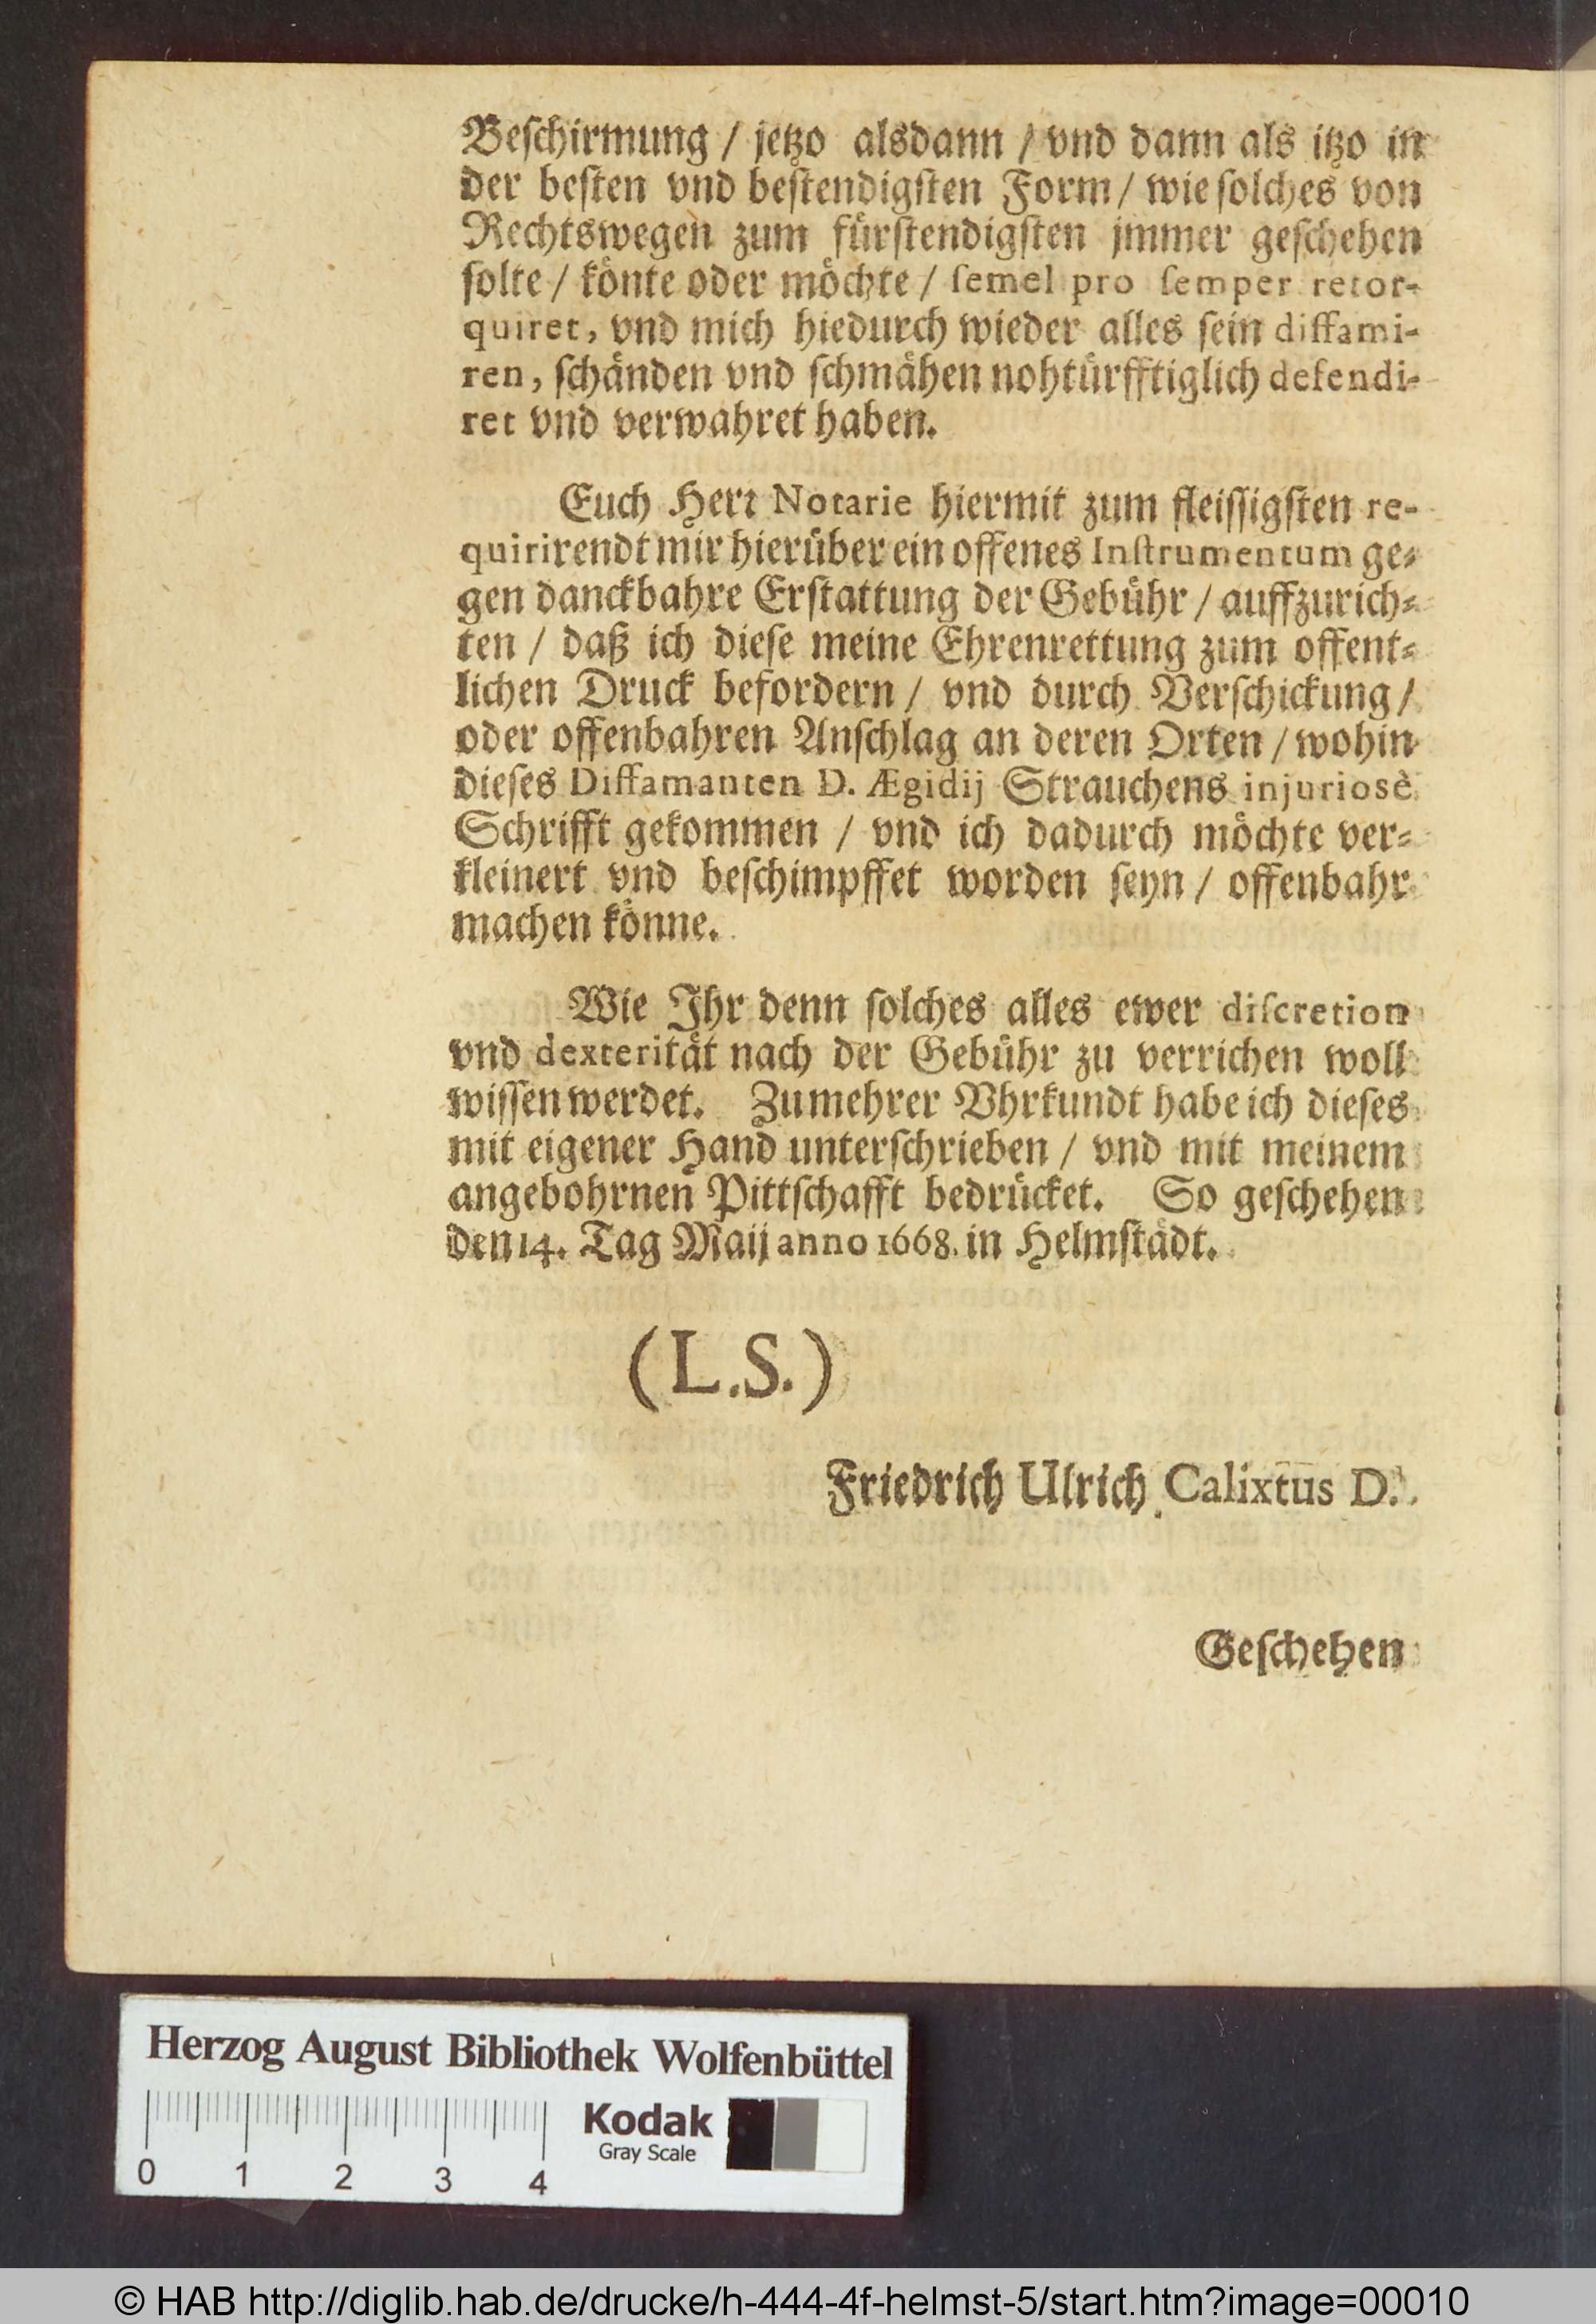 Beſchirmung / jetzo alsdann / vnd dann als itzo in
der beſten vnd beſtendigſten Form / wie ſolches von
Rechtswegen zum fürſtendigſten jmmer geſchehen
ſolte / könte oder möchte / ſemel pro ſemper retor-
quiret, vnd mich hiedurch wieder alles ſein diffami-
ren, ſchänden vnd ſchmähen nohtürfftiglich defendi-
ret vnd verwahret haben.
Euch Herr Notarie hiermit zum fleiſſigſten re-
quirirendt mir hierüber ein offenes Inſtrumentum ge-
gen danckbahre Erſtattung der Gebühr / auffzurich-
ten / daß ich dieſe meine Ehrenrettung zum offent-
lichen Druck befordern / vnd durch Verſchickung /
oder offenbahren Anſchlag an deren Orten / wohin
dieſes Diffamanten D. Ægidij Strauchens injuriosè
Schrifft gekommen / vnd ich dadurch möchte ver-
kleinert vnd beſchimpffet worden ſeyn / offenbahr
machen könne.
Wie Ihr denn ſolches alles ewer diſcretion
vnd dexterität nach der Gebühr zu verrichen woll
wiſſen werdet. Zu mehrer Vhrkundt habe ich dieſes
mit eigener Hand unterſchrieben / vnd mit meinem
angebohrnen Pittſchafft bedrücket. So geſchehen
den 14. Tag Maij anno 1668. in Helmſtädt.
(L.S.)
Friedrich Ulrich Calixtus D.
Geſchehen
Herzog August Bibliothek Wolfenbüttel
Kodak
Gray Scale
0 1 2 3 4
© HAB http://diglib.hab.de/drucke/h-444-4f-helmst-5/start.htm?image=00010